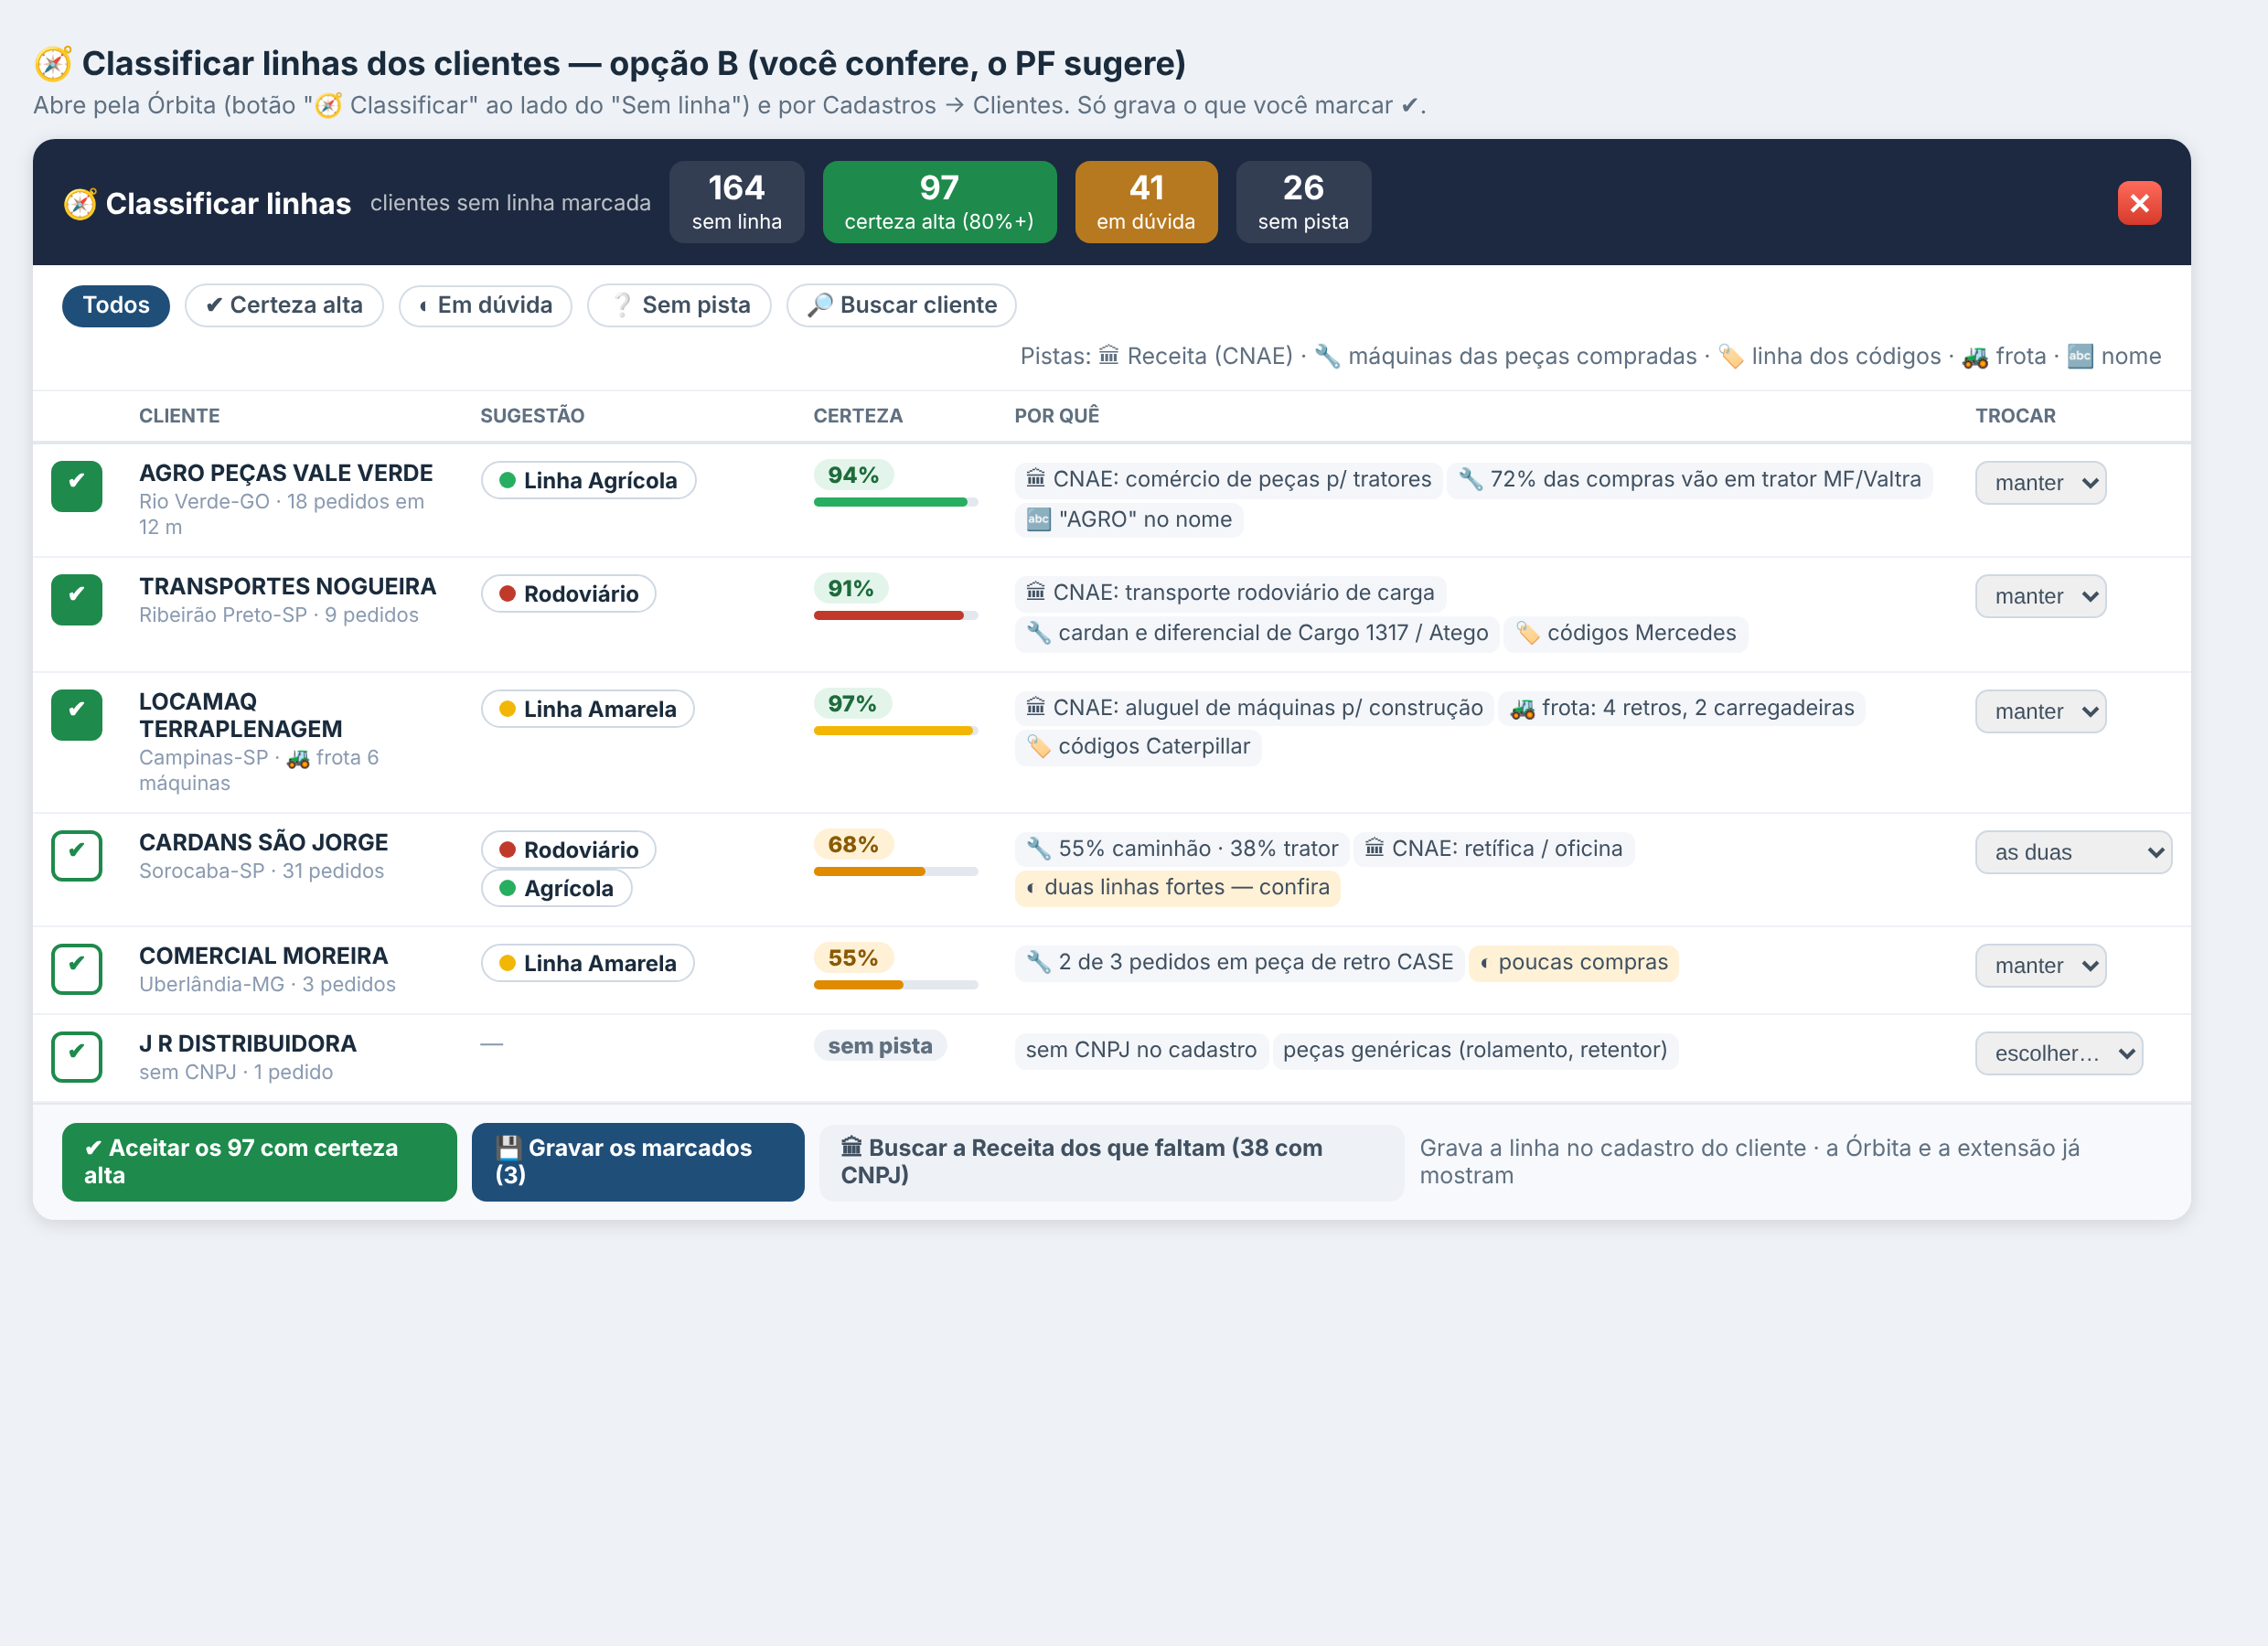 🧭 Classificar linhas dos clientes — opção B (você confere, o PF sugere)
Abre pela Órbita (botão "🧭 Classificar" ao lado do "Sem linha") e por Cadastros → Clientes. Só grava o que você marcar ✔.
🧭 Classificar linhas clientes sem linha marcada
164
sem linha
97
certeza alta (80%+)
41
em dúvida
26
sem pista
✕
Todos
✔ Certeza alta
◖ Em dúvida
❔ Sem pista
🔎 Buscar cliente
Pistas: 🏛 Receita (CNAE) · 🔧 máquinas das peças compradas · 🏷️ linha dos códigos · 🚜 frota · 🔤 nome
CLIENTE SUGESTÃO CERTEZA POR QUÊ TROCAR
✔
AGRO PEÇAS VALE VERDE
Rio Verde-GO · 18 pedidos em
12 m
Linha Agrícola
94%
🏛 CNAE: comércio de peças p/ tratores 🔧 72% das compras vão em trator MF/Valtra
🔤 "AGRO" no nome
manter
✔
TRANSPORTES NOGUEIRA
Ribeirão Preto-SP · 9 pedidos
Rodoviário
91%
🏛 CNAE: transporte rodoviário de carga
🔧 cardan e diferencial de Cargo 1317 / Atego 🏷️ códigos Mercedes
manter
✔
LOCAMAQ
TERRAPLENAGEM
Campinas-SP · 🚜 frota 6
máquinas
Linha Amarela
97%
🏛 CNAE: aluguel de máquinas p/ construção 🚜 frota: 4 retros, 2 carregadeiras
🏷️ códigos Caterpillar
manter
✔
CARDANS SÃO JORGE
Sorocaba-SP · 31 pedidos
Rodoviário
Agrícola
68%
🔧 55% caminhão · 38% trator 🏛 CNAE: retífica / oficina
◖ duas linhas fortes — confira
as duas
✔
COMERCIAL MOREIRA
Uberlândia-MG · 3 pedidos
Linha Amarela
55%
🔧 2 de 3 pedidos em peça de retro CASE ◖ poucas compras
manter
✔
J R DISTRIBUIDORA
sem CNPJ · 1 pedido
—
sem pista
sem CNPJ no cadastro peças genéricas (rolamento, retentor)
escolher…
✔ Aceitar os 97 com certeza
alta
💾 Gravar os marcados
(3)
🏛 Buscar a Receita dos que faltam (38 com
CNPJ)
Grava a linha no cadastro do cliente · a Órbita e a extensão já
mostram